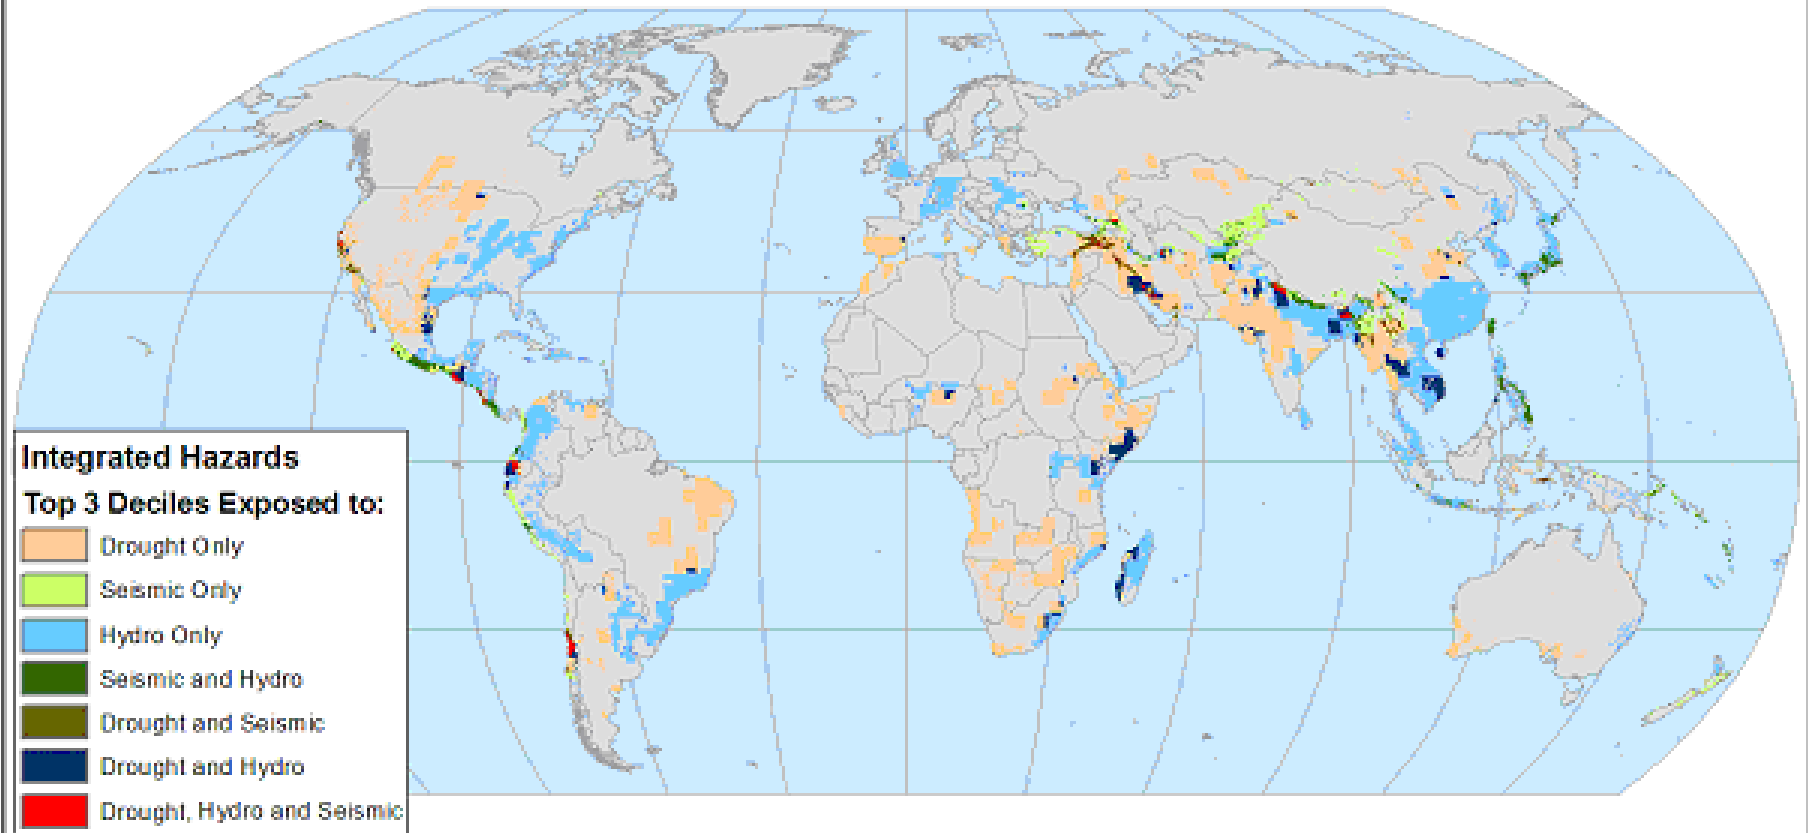 Integrated Hazards
Top 3 Deciles Exposed to:
Drought Only
Seismic Only
Hydro Only
Seismic and Hydro
Drought and Seismic
Drought and Hydro
Drought, Hydro and Seismic